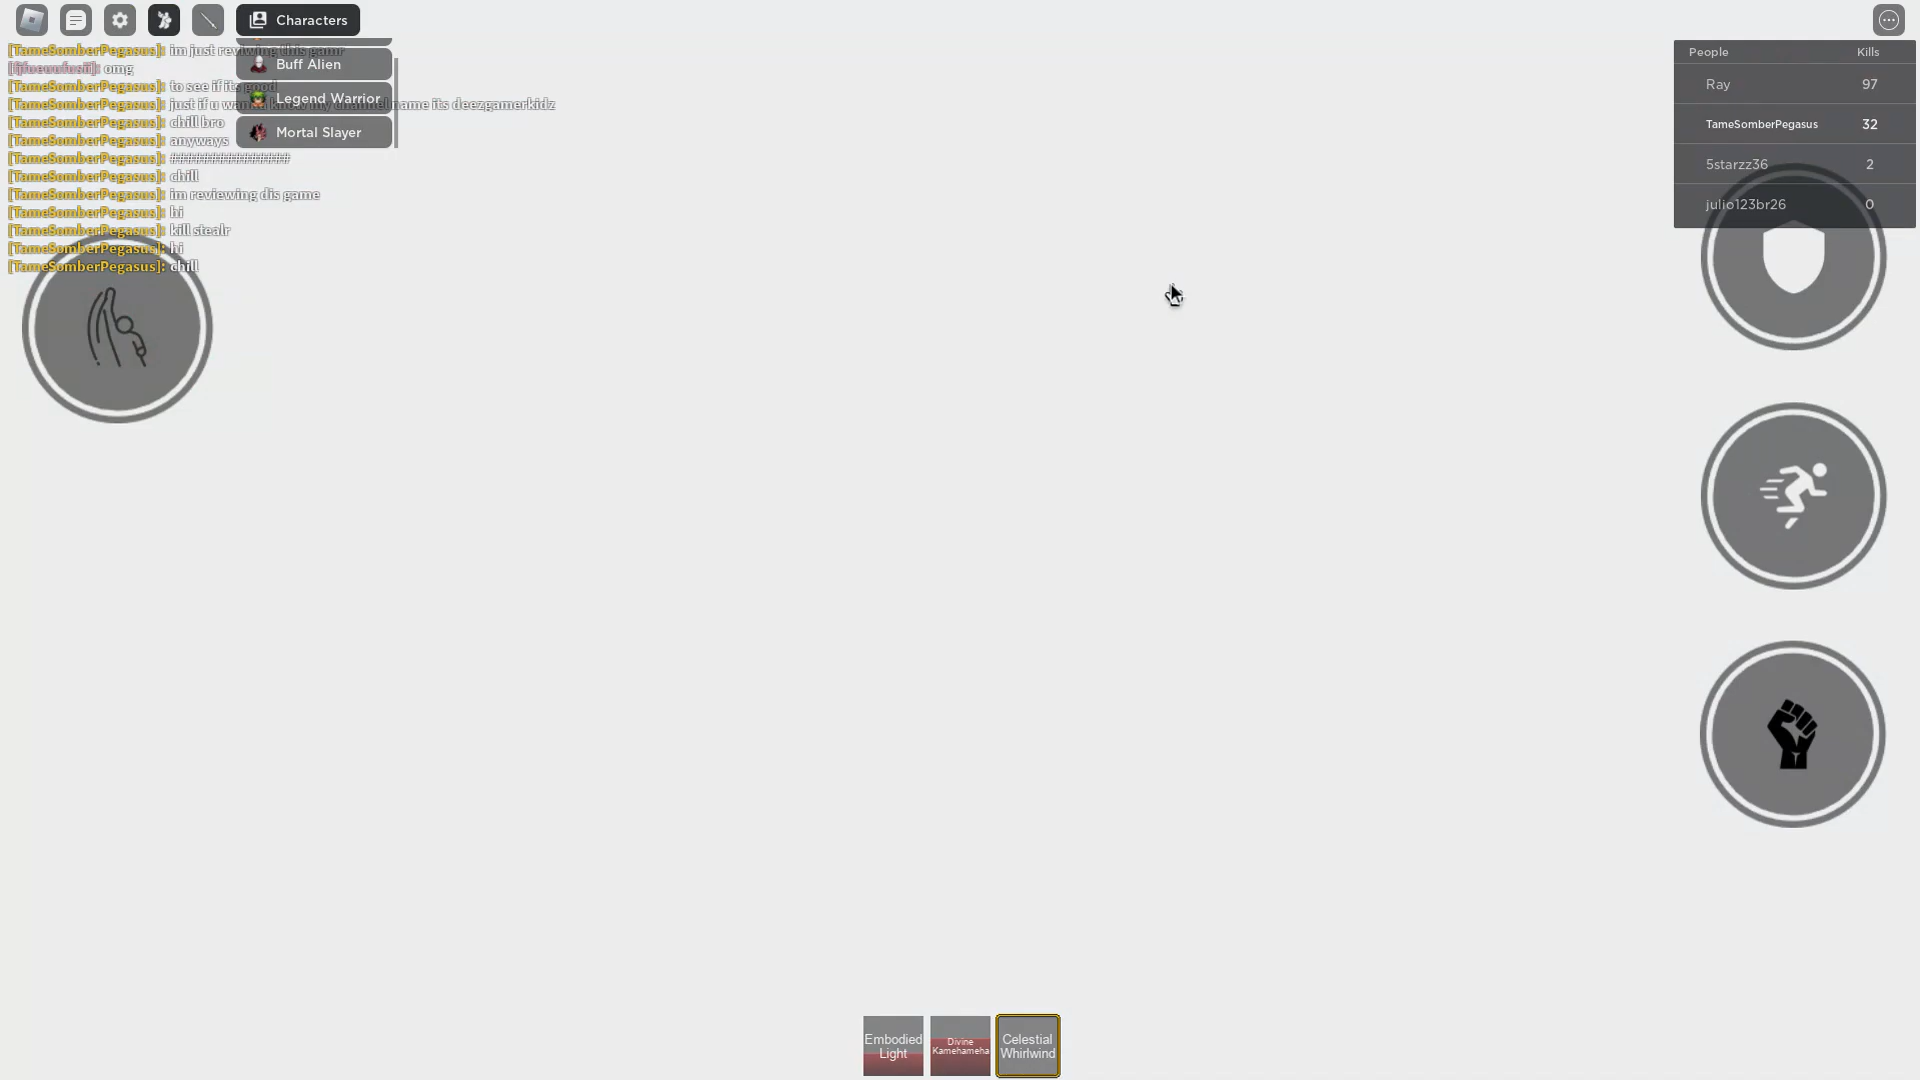 Characters
[TameSomberPegasus]: im just reviwing this gamr
omg
[TameSomberPegasus]: to see if its good
[TameSomberPegasus]: just if u wanna know my channel name its deezgamerkidz
[TameSomberPegasus]: chill bro
[TameSomberPegasus]: anyways
[TameSomberPegasus]: #################
[TameSomberPegasus]: chill
[TameSomberPegasus]: im reviewing dis game
[TameSomberPegasus]: hi
[TameSomberPegasus]: kill stealr
[TameSomberPegasus]: hi
[TameSomberPegasus]: chill
Buff Alien
Legend Warrior
Mortal Slayer
People Kills
Ray 97
TameSomberPegasus 32
5starzz36 2
julio123br26 0
Embodied
Light
Divine
Kamehameha
Celestial
Whirlwind